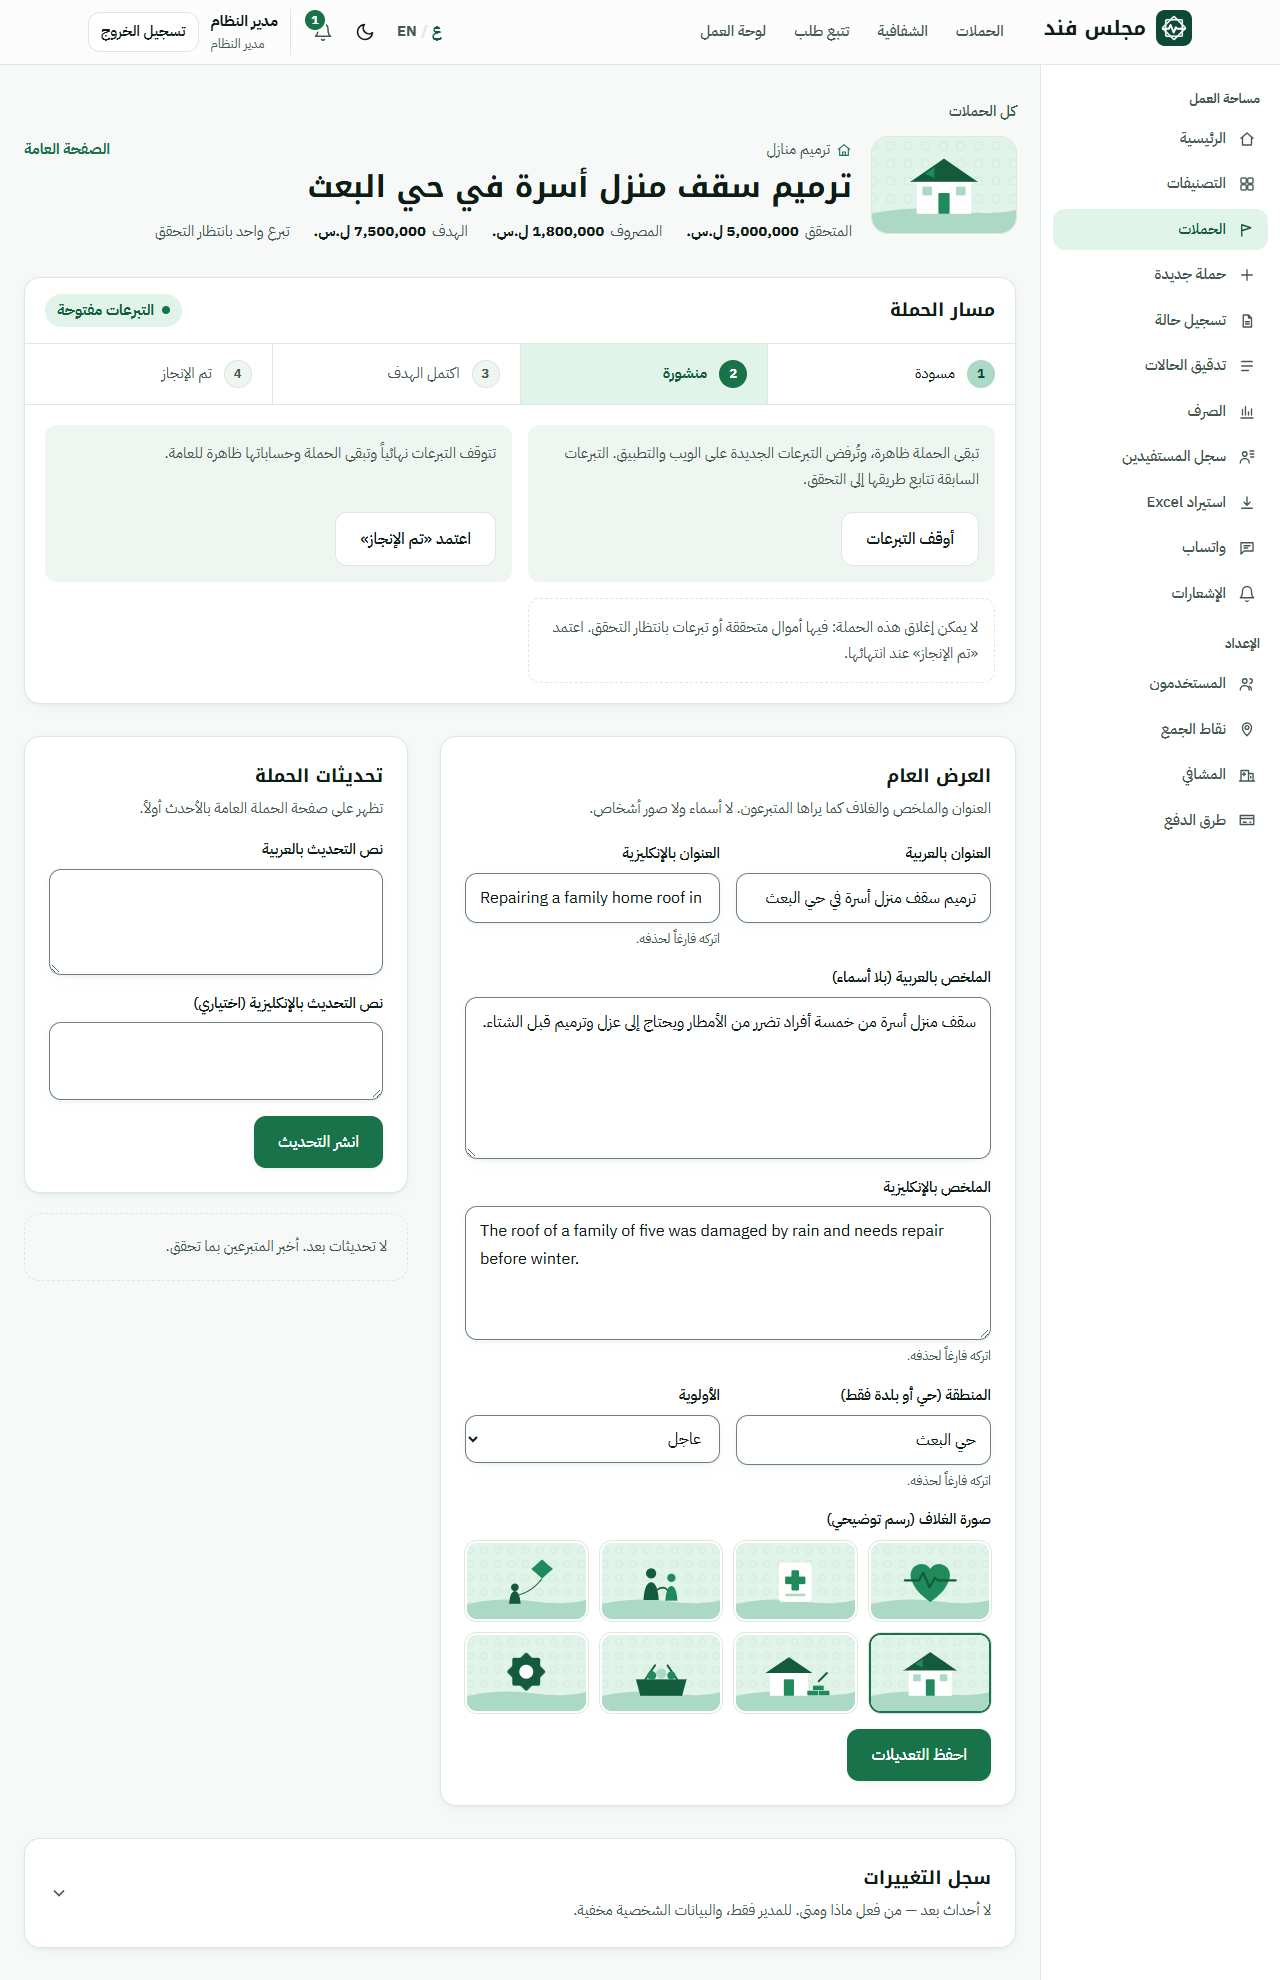 مجلس فند
الحملات
الشفافية
تتبع طلب
لوحة العمل
ع / EN
1
مدير النظام
مدير النظام
تسجيل الخروج
مساحة العمل
الرئيسية
التصنيفات
الحملات
حملة جديدة
تسجيل حالة
تدقيق الحالات
الصرف
سجل المستفيدين
استيراد Excel
واتساب
الإشعارات
الإعداد
المستخدمون
نقاط الجمع
المشافي
طرق الدفع
كل الحملات
ترميم منازل
الصفحة العامة
ترميم سقف منزل أسرة في حي البعث
المتحقق 5,000,000 ل.س.
المصروف 1,800,000 ل.س.
الهدف 7,500,000 ل.س.
تبرع واحد بانتظار التحقق
مسار الحملة
التبرعات مفتوحة
1 مسودة
2 منشورة
3 اكتمل الهدف
4 تم الإنجاز
تبقى الحملة ظاهرة، وتُرفض التبرعات الجديدة على الويب والتطبيق. التبرعات
السابقة تتابع طريقها إلى التحقق.
أوقف التبرعات
تتوقف التبرعات نهائياً وتبقى الحملة وحساباتها ظاهرة للعامة.
اعتمد «تم الإنجاز»
لا يمكن إغلاق هذه الحملة: فيها أموال متحققة أو تبرعات بانتظار التحقق. اعتمد
«تم الإنجاز» عند انتهائها.
العرض العام
العنوان والملخص والغلاف كما يراها المتبرعون. لا أسماء ولا صور أشخاص.
العنوان بالعربية
ترميم سقف منزل أسرة في حي البعث
العنوان بالإنكليزية
Repairing a family home roof in
اتركه فارغاً لحذفه.
الملخص بالعربية (بلا أسماء)
سقف منزل أسرة من خمسة أفراد تضرر من الأمطار ويحتاج إلى عزل وترميم قبل الشتاء.
الملخص بالإنكليزية
The roof of a family of five was damaged by rain and needs repair
before winter.
اتركه فارغاً لحذفه.
المنطقة (حي أو بلدة فقط)
حي البعث
اتركه فارغاً لحذفه.
الأولوية
عاجل
صورة الغلاف (رسم توضيحي)
احفظ التعديلات
تحديثات الحملة
تظهر على صفحة الحملة العامة بالأحدث أولاً.
نص التحديث بالعربية
نص التحديث بالإنكليزية (اختياري)
انشر التحديث
لا تحديثات بعد. أخبر المتبرعين بما تحقق.
سجل التغييرات
لا أحداث بعد — من فعل ماذا ومتى. للمدير فقط، والبيانات الشخصية مخفية.